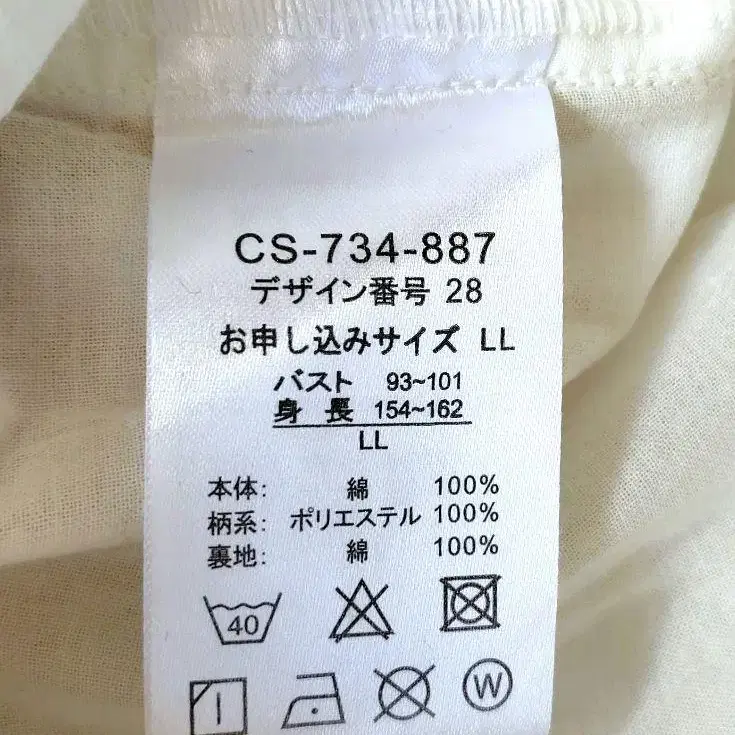 CS-734-887
デザイン番号 28
お申し込みサイズ LL
バスト 93~101
身長 154~162
LL
本体: 綿 100%
柄系: ポリエステル 100%
裏地: 綿 100%
40
W